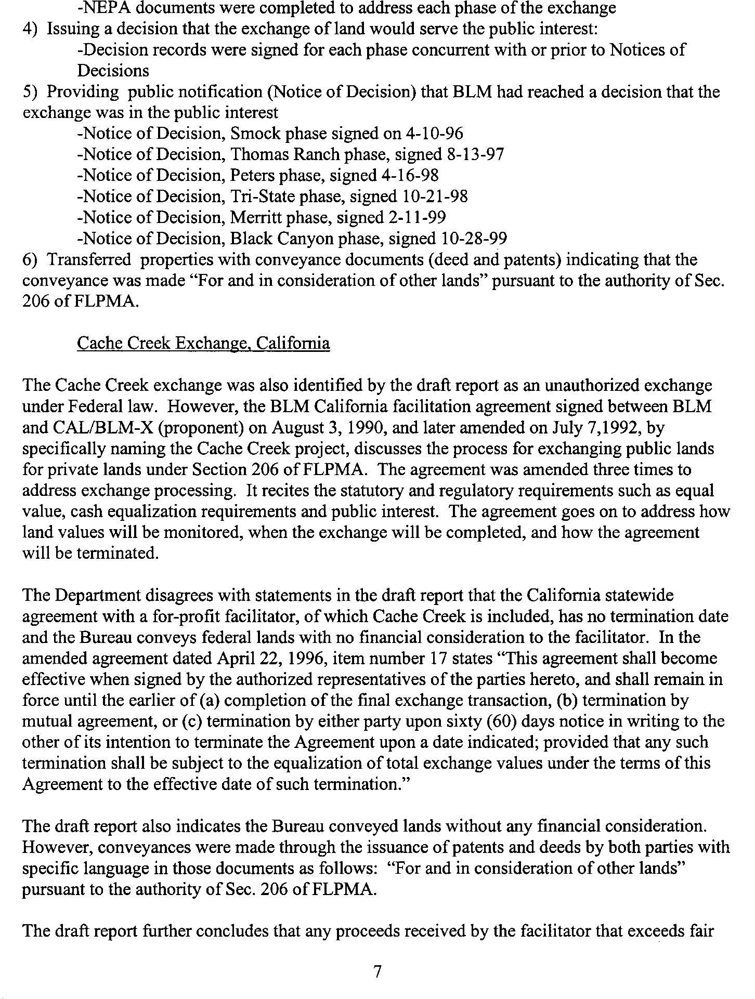 -NEPA documents were completed to address each phase of the exchange
4) Issuing a decision that the exchange of land would serve the public interest:
-Decision records were signed for each phase concurrent with or prior to Notices of
Decisions
5) Providing public notification (Notice of Decision) that BLM had reached a decision that the
exchange was in the public interest
-Notice of Decision, Smock phase signed on 4-10-96
-Notice of Decision, Thomas Ranch phase, signed 8-13-97
-Notice of Decision, Peters phase, signed 4-16-98
-Notice of Decision, Tri-State phase, signed 10-21-98
-Notice of Decision, Merritt phase, signed 2-11-99
-Notice of Decision, Black Canyon phase, signed 10-28-99
6) Transferred properties with conveyance documents (deed and patents) indicating that the
conveyance was made “For and in consideration of other lands” pursuant to the authority of Sec.
206 of FLPMA.
Cache Creek Exchange, California
The Cache Creek exchange was also identified by the draft report as an unauthorized exchange
under Federal law. However, the BLM California facilitation agreement signed between BLM
and CAL/BLM-X (proponent) on August 3, 1990, and later amended on July 7,1992, by
specifically naming the Cache Creek project, discusses the process for exchanging public lands
for private lands under Section 206 of FLPMA. The agreement was amended three times to
address exchange processing. It recites the statutory and regulatory requirements such as equal
value, cash equalization requirements and public interest. The agreement goes on to address how
land values will be monitored, when the exchange will be completed, and how the agreement
will be terminated.
The Department disagrees with statements in the draft report that the California statewide
agreement with a for-profit facilitator, of which Cache Creek is included, has no termination date
and the Bureau conveys federal lands with no financial consideration to the facilitator. In the
amended agreement dated April 22, 1996, item number 17 states “This agreement shall become
effective when signed by the authorized representatives of the parties hereto, and shall remain in
force until the earlier of (a) completion of the final exchange transaction, (b) termination by
mutual agreement, or (c) termination by either party upon sixty (60) days notice in writing to the
other of its intention to terminate the Agreement upon a date indicated; provided that any such
termination shall be subject to the equalization of total exchange values under the terms of this
Agreement to the effective date of such termination.”
The draft report also indicates the Bureau conveyed lands without any financial consideration.
However, conveyances were made through the issuance of patents and deeds by both parties with
specific language in those documents as follows: “For and in consideration of other lands”
pursuant to the authority of Sec. 206 of FLPMA.
The draft report further concludes that any proceeds received by the facilitator that exceeds fair
7